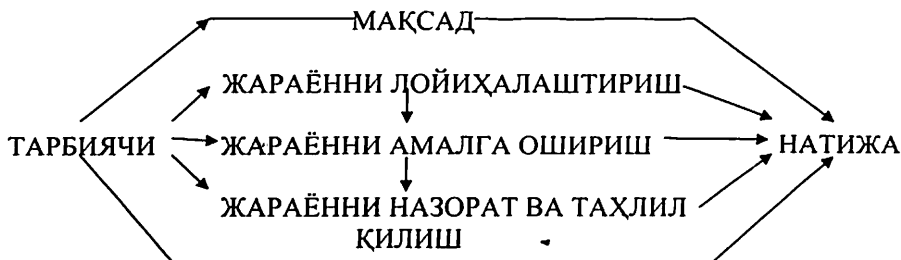 МАҚСАД
ЖАРАЁННИ ЛОЙИҲАЛАШТИРИШ
ТАРБИЯЧИ ЖАРАЁННИ АМАЛГА ОШИРИШ НАТИЖА
ЖАРАЁННИ НАЗОРАТ ВА ТАҲЛИЛ
ҚИЛИШ